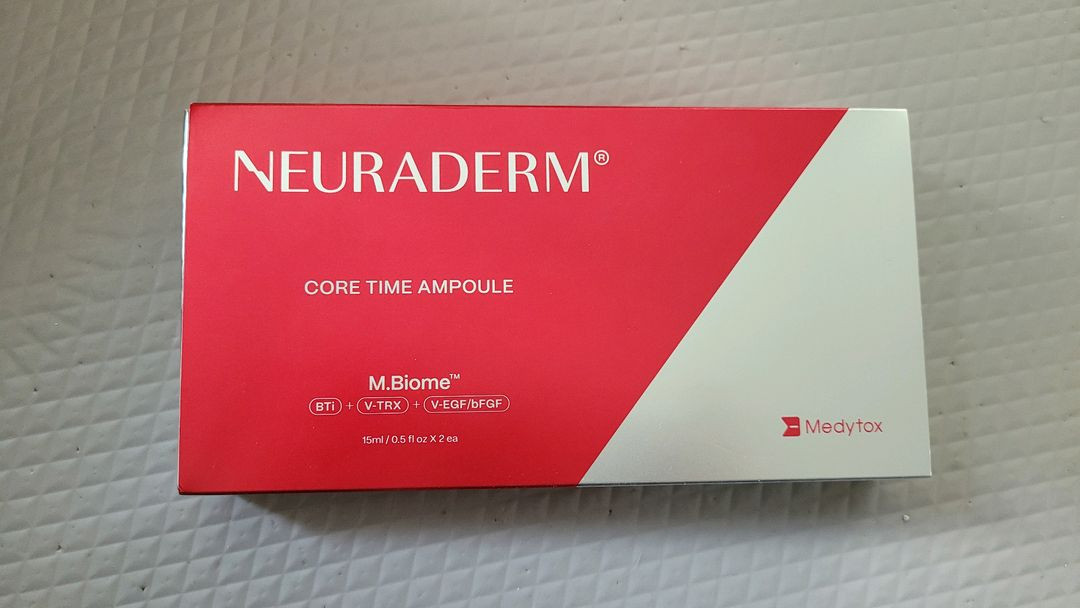 NEURADERM®
CORE TIME AMPOULE
M.Biome™
BTi + V-TRX + V-EGF/bFGF
15ml / 0.5 fl oz X 2 ea
Medytox